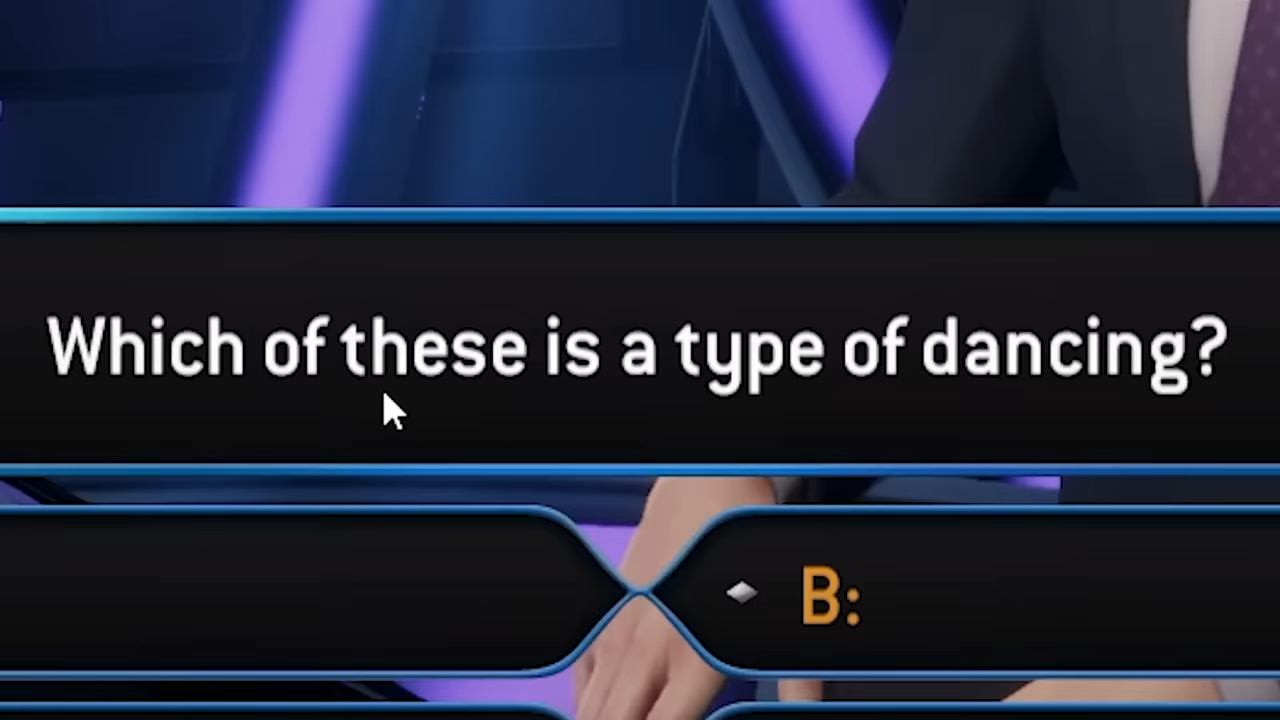 Which of these is a type of dancing?
B: